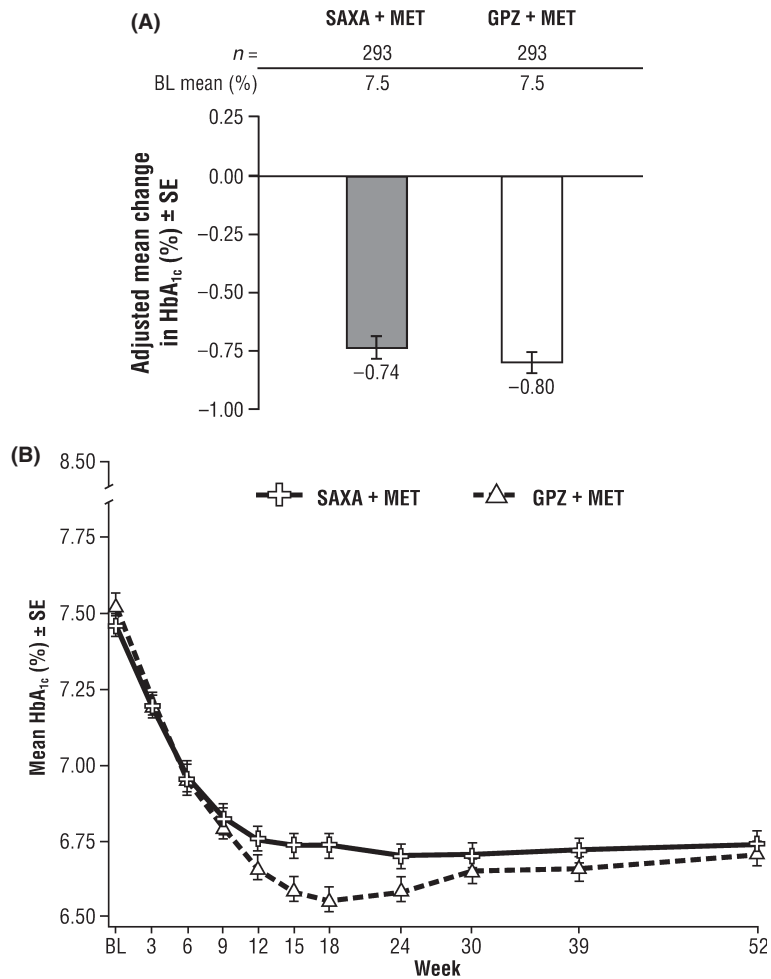 (A)
SAXA + MET GPZ + MET
n = 293 293
BL mean (%) 7.5 7.5
Adjusted mean change
in HbA1c (%) ± SE
0.25
0.00
−0.25
−0.50
−0.75
−1.00
−0.74
−0.80
(B)
SAXA + MET GPZ + MET
Mean HbA1c (%) ± SE
8.50
7.75
7.50
7.25
7.00
6.75
6.50
BL 3 6 9 12 15 18 24 30 39 52
Week